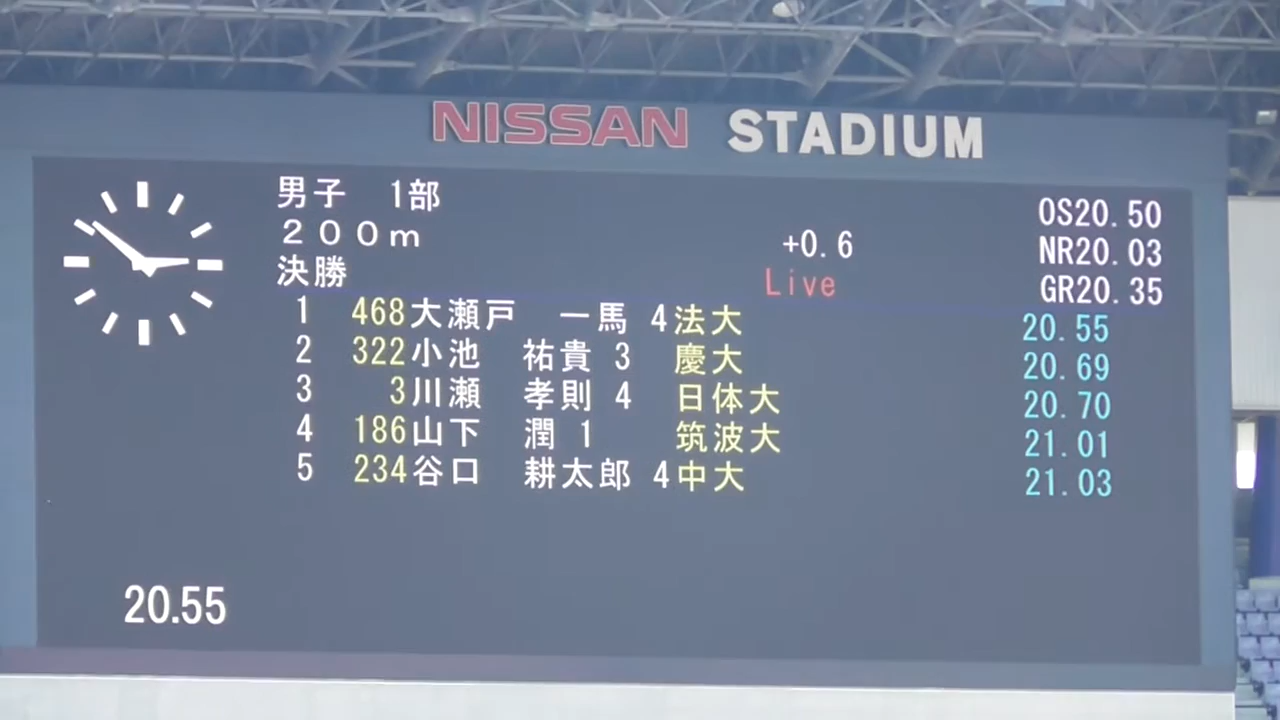 NISSAN STADIUM
男子 1部
OS20.50
200m
+0.6
NR20.03
決勝
Live
GR20.35
1 468大瀬戸 一馬 4法大 20.55
2 322小池 祐貴 3 慶大 20.69
3 3川瀬 孝則 4 日体大 20.70
4 186山下 潤 1 筑波大 21.01
5 234谷口 耕太郎 4中大 21.03
20.55